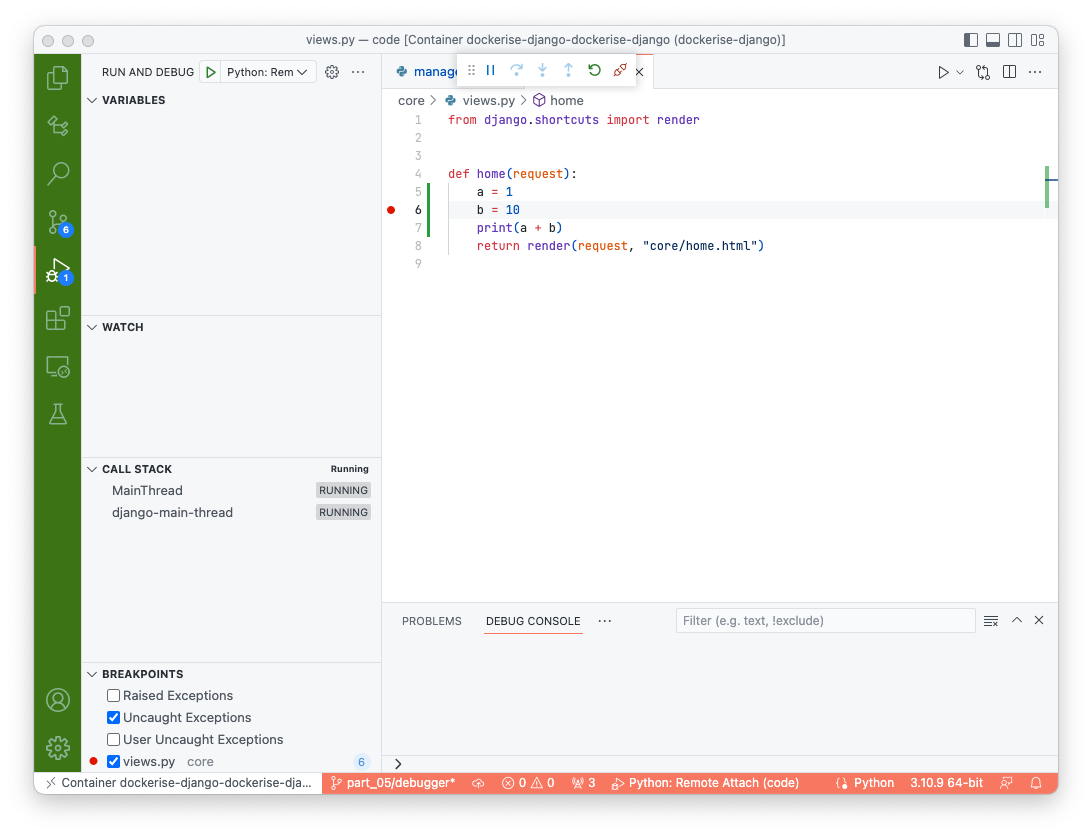 views.py — code [Container dockerise-django-dockerise-django (dockerise-django)]
RUN AND DEBUG
Python: Rem
VARIABLES
WATCH
CALL STACK
Running
MainThread
RUNNING
django-main-thread
RUNNING
BREAKPOINTS
Raised Exceptions
Uncaught Exceptions
User Uncaught Exceptions
views.py core 6
6
1
manage
core > views.py > home
1 from django.shortcuts import render
2
3
4 def home(request):
5 a = 1
6 b = 10
7 print(a + b)
8 return render(request, "core/home.html")
9
PROBLEMS
DEBUG CONSOLE
Filter (e.g. text, !exclude)
Container dockerise-django-dockerise-dja...
part_05/debugger*
0
0
3
Python: Remote Attach (code)
Python
3.10.9 64-bit